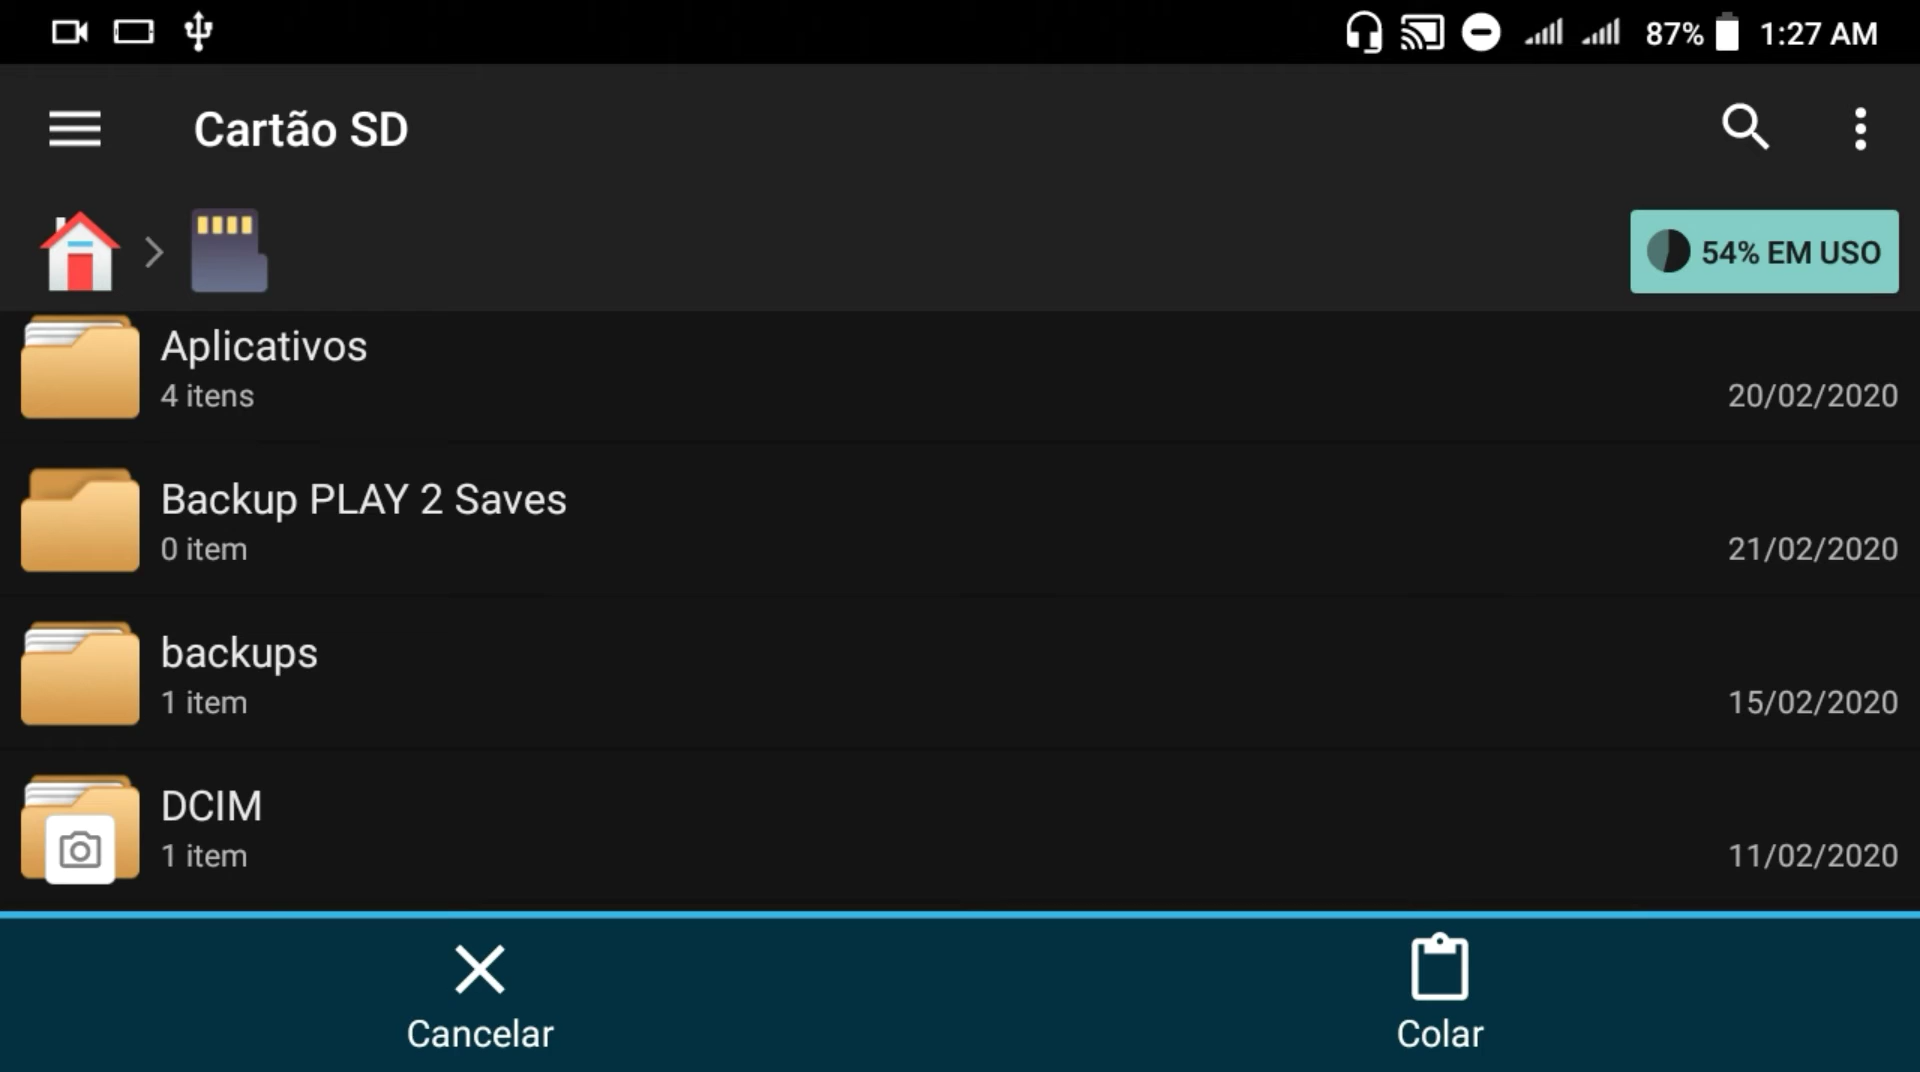 87% 1:27 AM
Cartão SD
54% EM USO
Aplicativos
4 itens
20/02/2020
Backup PLAY 2 Saves
0 item
21/02/2020
backups
1 item
15/02/2020
DCIM
1 item
11/02/2020
Cancelar
Colar